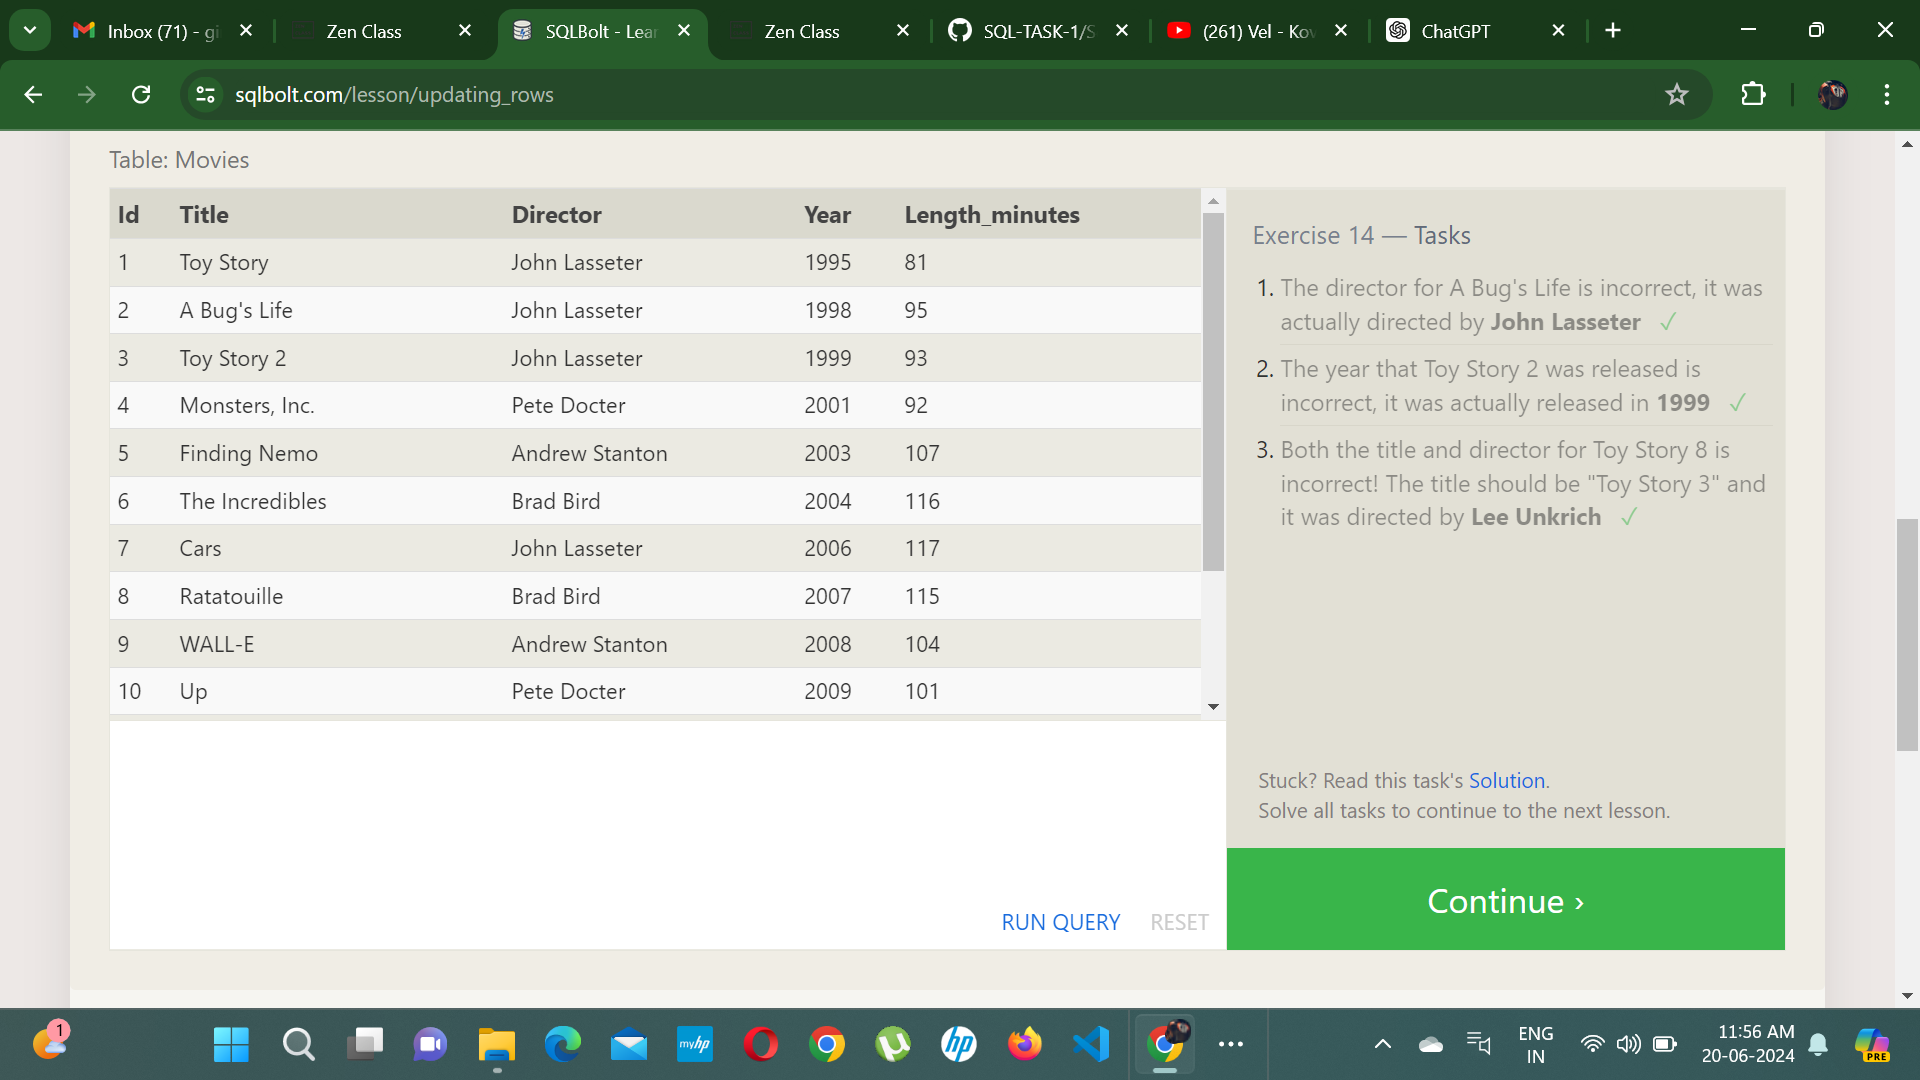 Inbox (71) - gi
Zen Class
SQLBolt - Lear
Zen Class
SQL-TASK-1/S
(261) Vel - Kov
ChatGPT
sqlbolt.com/lesson/updating_rows
Table: Movies
Id Title Director Year Length_minutes
1 Toy Story John Lasseter 1995 81
2 A Bug's Life John Lasseter 1998 95
3 Toy Story 2 John Lasseter 1999 93
4 Monsters, Inc. Pete Docter 2001 92
5 Finding Nemo Andrew Stanton 2003 107
6 The Incredibles Brad Bird 2004 116
7 Cars John Lasseter 2006 117
8 Ratatouille Brad Bird 2007 115
9 WALL-E Andrew Stanton 2008 104
10 Up Pete Docter 2009 101
RUN QUERY RESET
Exercise 14 — Tasks
1. The director for A Bug's Life is incorrect, it was
actually directed by John Lasseter ✓
2. The year that Toy Story 2 was released is
incorrect, it was actually released in 1999 ✓
3. Both the title and director for Toy Story 8 is
incorrect! The title should be "Toy Story 3" and
it was directed by Lee Unkrich ✓
Stuck? Read this task's Solution.
Solve all tasks to continue to the next lesson.
Continue ›
1
myhp
hp
ENG
IN
11:56 AM
20-06-2024
PRE